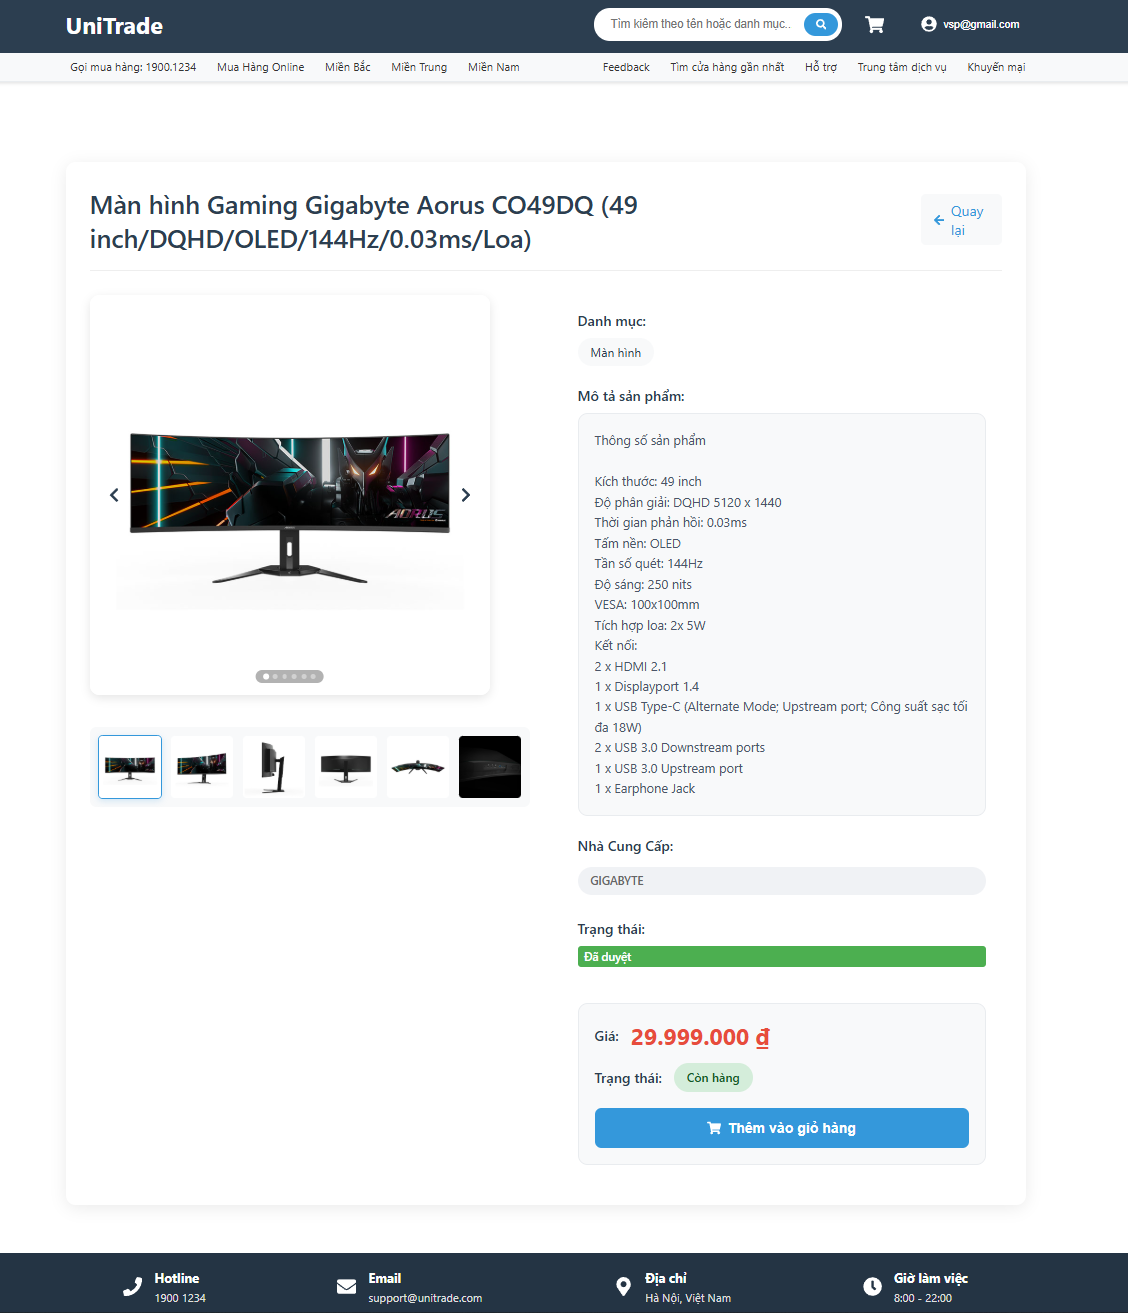 UniTrade
Tìm kiếm theo tên hoặc danh mục..
vsp@gmail.com
Gọi mua hàng: 1900.1234
Mua Hàng Online
Miền Bắc
Miền Trung
Miền Nam
Feedback
Tìm cửa hàng gần nhất
Hỗ trợ
Trung tâm dịch vụ
Khuyến mại
Màn hình Gaming Gigabyte Aorus CO49DQ (49
inch/DQHD/OLED/144Hz/0.03ms/Loa)
Quay
lại
AORUS
Danh mục:
Màn hình
Mô tả sản phẩm:
Thông số sản phẩm
Kích thước: 49 inch
Độ phân giải: DQHD 5120 x 1440
Thời gian phản hồi: 0.03ms
Tấm nền: OLED
Tần số quét: 144Hz
Độ sáng: 250 nits
VESA: 100x100mm
Tích hợp loa: 2x 5W
Kết nối:
2 x HDMI 2.1
1 x Displayport 1.4
1 x USB Type-C (Alternate Mode; Upstream port; Công suất sạc tối
đa 18W)
2 x USB 3.0 Downstream ports
1 x USB 3.0 Upstream port
1 x Earphone Jack
Nhà Cung Cấp:
GIGABYTE
Trạng thái:
Đã duyệt
Giá: 29.999.000 ₫
Trạng thái: Còn hàng
Thêm vào giỏ hàng
Hotline
1900 1234
Email
support@unitrade.com
Địa chỉ
Hà Nội, Việt Nam
Giờ làm việc
8:00 - 22:00